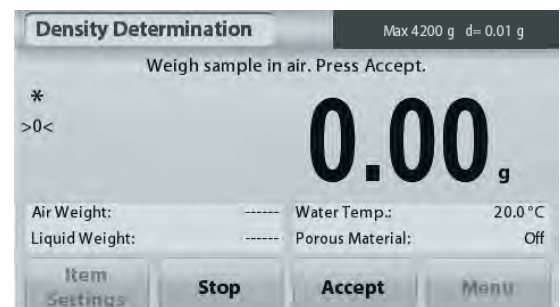 Density Determination Max 4200 g d= 0.01 g
Weigh sample in air. Press Accept.
*
>0<
0.00 g
Air Weight: ------ Water Temp.: 20.0 °C
Liquid Weight: ------ Porous Material: Off
Item Settings Stop Accept Menu